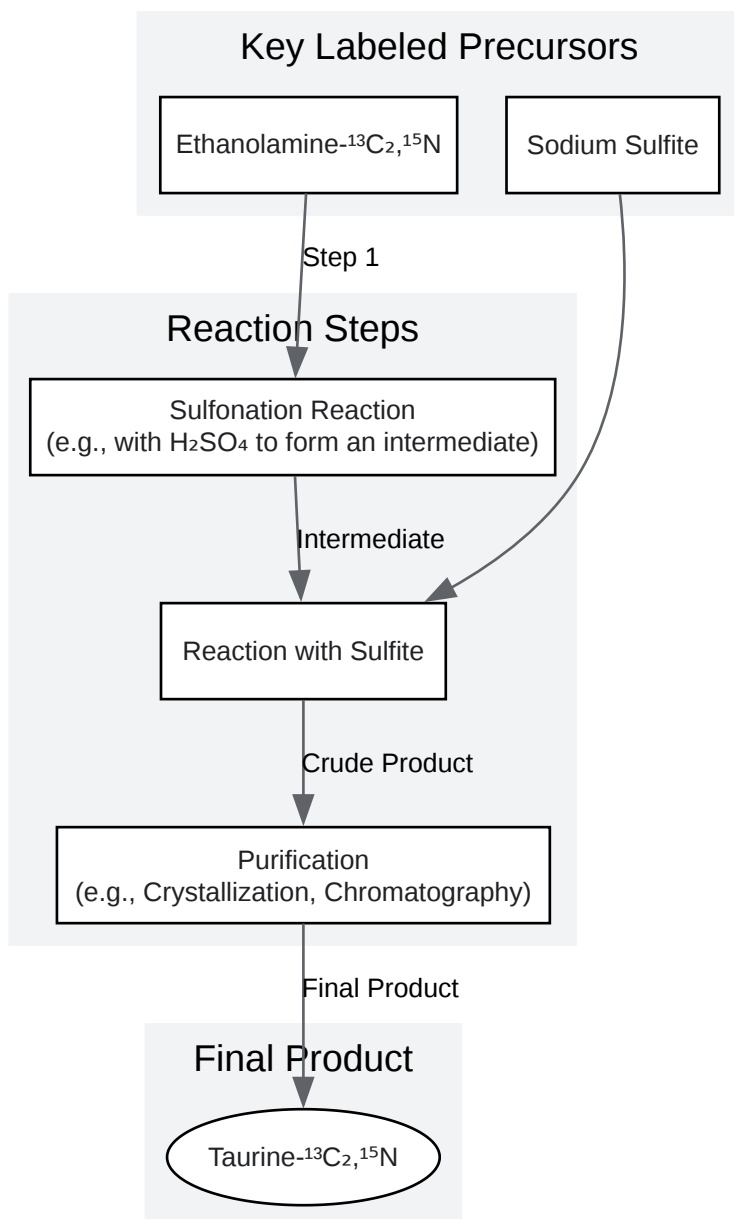 Key Labeled Precursors
Ethanolamine-¹³C₂,¹⁵N
Sodium Sulfite
Step 1
Reaction Steps
Sulfonation Reaction
(e.g., with H₂SO₄ to form an intermediate)
Intermediate
Reaction with Sulfite
Crude Product
Purification
(e.g., Crystallization, Chromatography)
Final Product
Final Product
Taurine-¹³C₂,¹⁵N